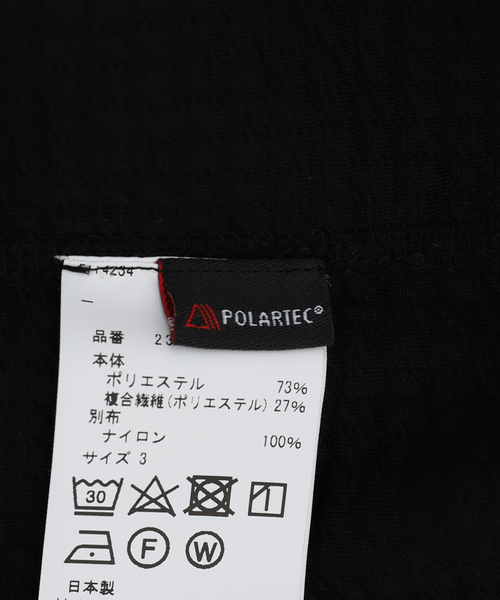 POLARTEC®
品番 23
本体
ポリエステル 73%
複合繊維(ポリエステル) 27%
別布
ナイロン 100%
サイズ 3
30
F
W
日本製